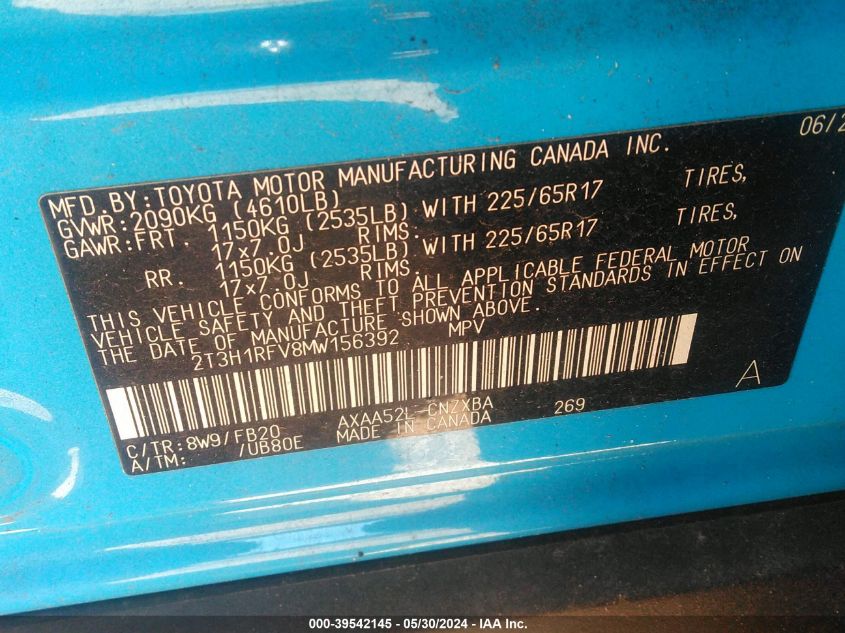 MFD.BY:TOYOTA MOTOR MANUFACTURING CANADA INC. 06/2
GVWR:2090KG (4610LB)
GAWR:FRT. 1150KG (2535LB) WITH 225/65R17 TIRES,
17x7.0J RIMS.
RR. 1150KG (2535LB) WITH 225/65R17 TIRES,
17x7.0J RIMS.
THIS VEHICLE CONFORMS TO ALL APPLICABLE FEDERAL MOTOR
VEHICLE SAFETY AND THEFT PREVENTION STANDARDS IN EFFECT ON
THE DATE OF MANUFACTURE SHOWN ABOVE.
2T3H1RFV8MW156392 MPV
A
C/TR:8W9/FB20 AXAA52L-CNZXBA 269
A/TM: /UB80E MADE IN CANADA
000-39542145 - 05/30/2024 - IAA Inc.